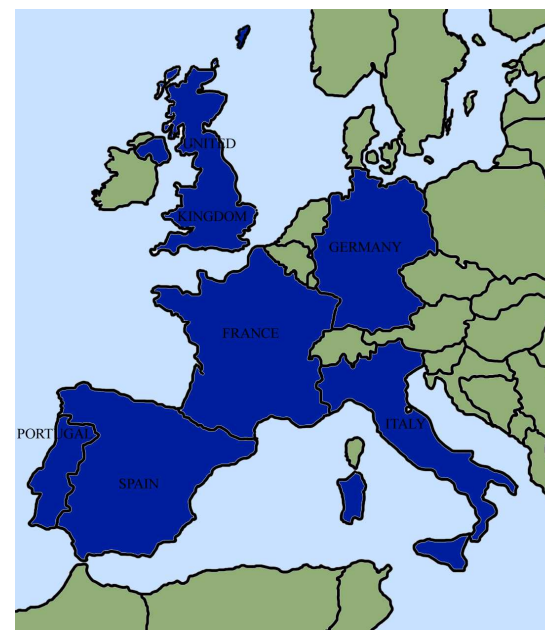 UNITED
KINGDOM
GERMANY
FRANCE
ITALY
PORTUGAL
SPAIN